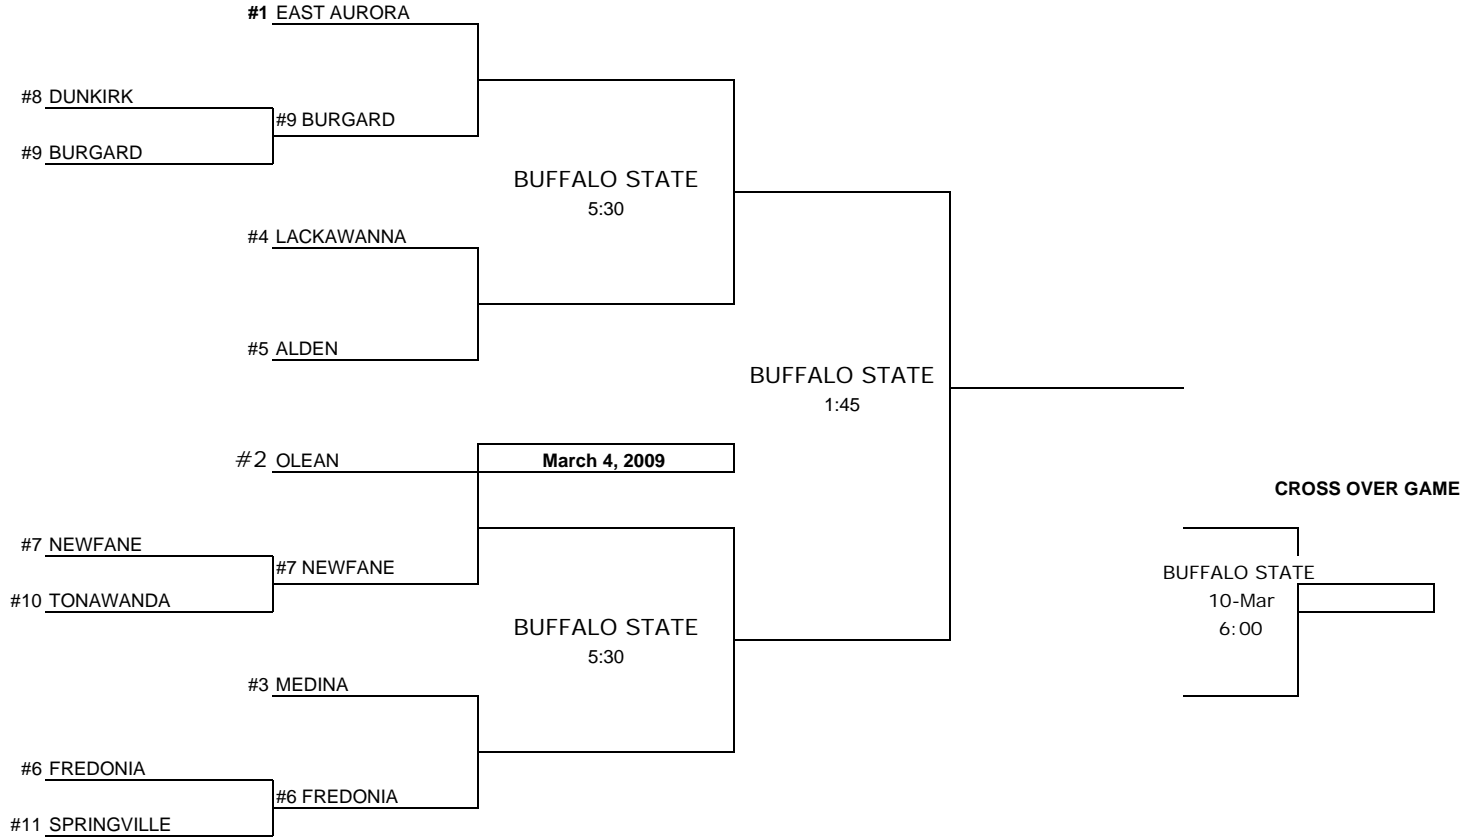 #1 EAST AURORA
#8 DUNKIRK
#9 BURGARD
#9 BURGARD
BUFFALO STATE
5:30
#4 LACKAWANNA
#5 ALDEN
BUFFALO STATE
1:45
#2 OLEAN
March 4, 2009
CROSS OVER GAME
#7 NEWFANE
#7 NEWFANE
#10 TONAWANDA
BUFFALO STATE
10-Mar
6:00
BUFFALO STATE
5:30
#3 MEDINA
#6 FREDONIA
#6 FREDONIA
#11 SPRINGVILLE